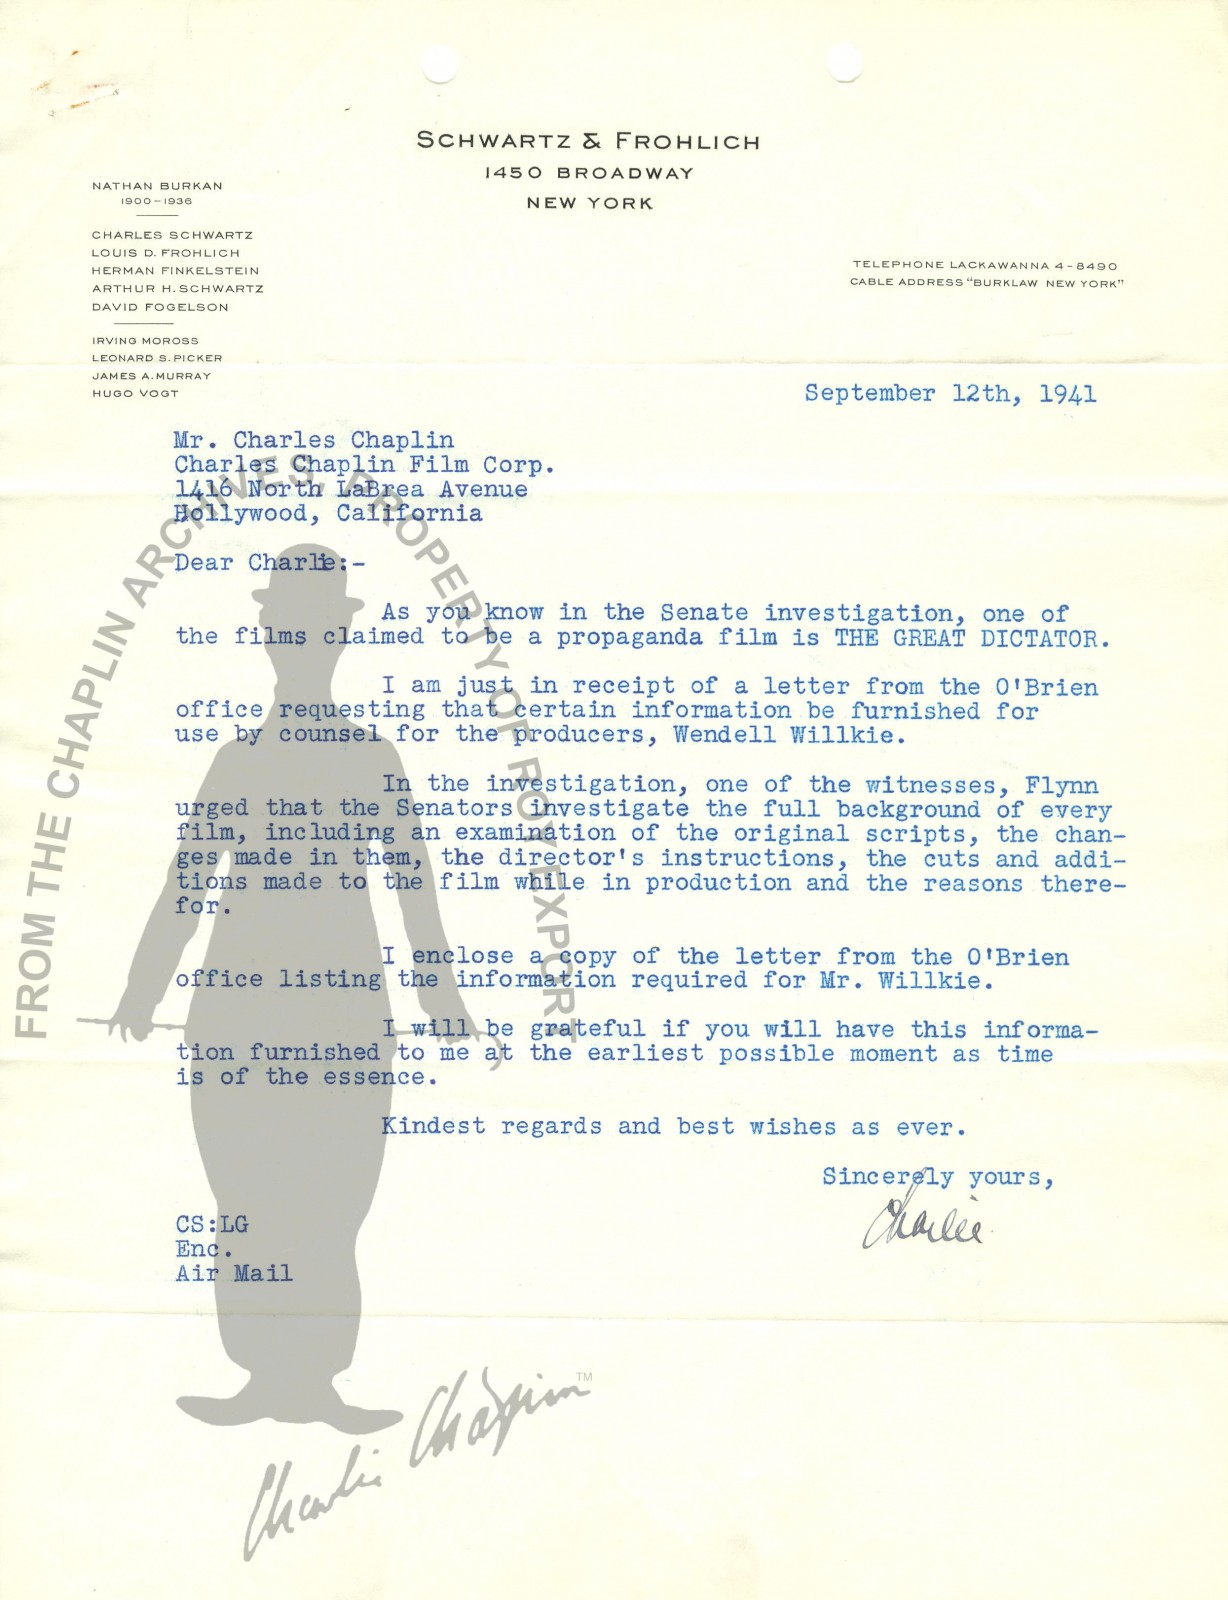 SCHWARTZ & FROHLICH
1450 BROADWAY
NEW YORK
NATHAN BURKAN
1900-1936
CHARLES SCHWARTZ
LOUIS D. FROHLICH
HERMAN FINKELSTEIN
ARTHUR H. SCHWARTZ
DAVID FOGELSON
IRVING MOROSS
LEONARD S. PICKER
JAMES A. MURRAY
HUGO VOGT
TELEPHONE LACKAWANNA 4-8490
CABLE ADDRESS "BURKLAW NEW YORK"
September 12th, 1941
Mr. Charles Chaplin
Charles Chaplin Film Corp.
1416 North LaBrea Avenue
Hollywood, California
Dear Charlie:-
As you know in the Senate investigation, one of
the films claimed to be a propaganda film is THE GREAT DICTATOR.
I am just in receipt of a letter from the O'Brien
office requesting that certain information be furnished for
use by counsel for the producers, Wendell Willkie.
In the investigation, one of the witnesses, Flynn
urged that the Senators investigate the full background of every
film, including an examination of the original scripts, the chan-
ges made in them, the director's instructions, the cuts and addi-
tions made to the film while in production and the reasons there-
for.
I enclose a copy of the letter from the O'Brien
office listing the information required for Mr. Willkie.
I will be grateful if you will have this informa-
tion furnished to me at the earliest possible moment as time
is of the essence.
Kindest regards and best wishes as ever.
Sincerely yours,
Charlie
CS:LG
Enc.
Air Mail
FROM THE CHAPLIN ARCHIVES, PROPERTY OF ROY EXPORT
Charlie Chaplin TM